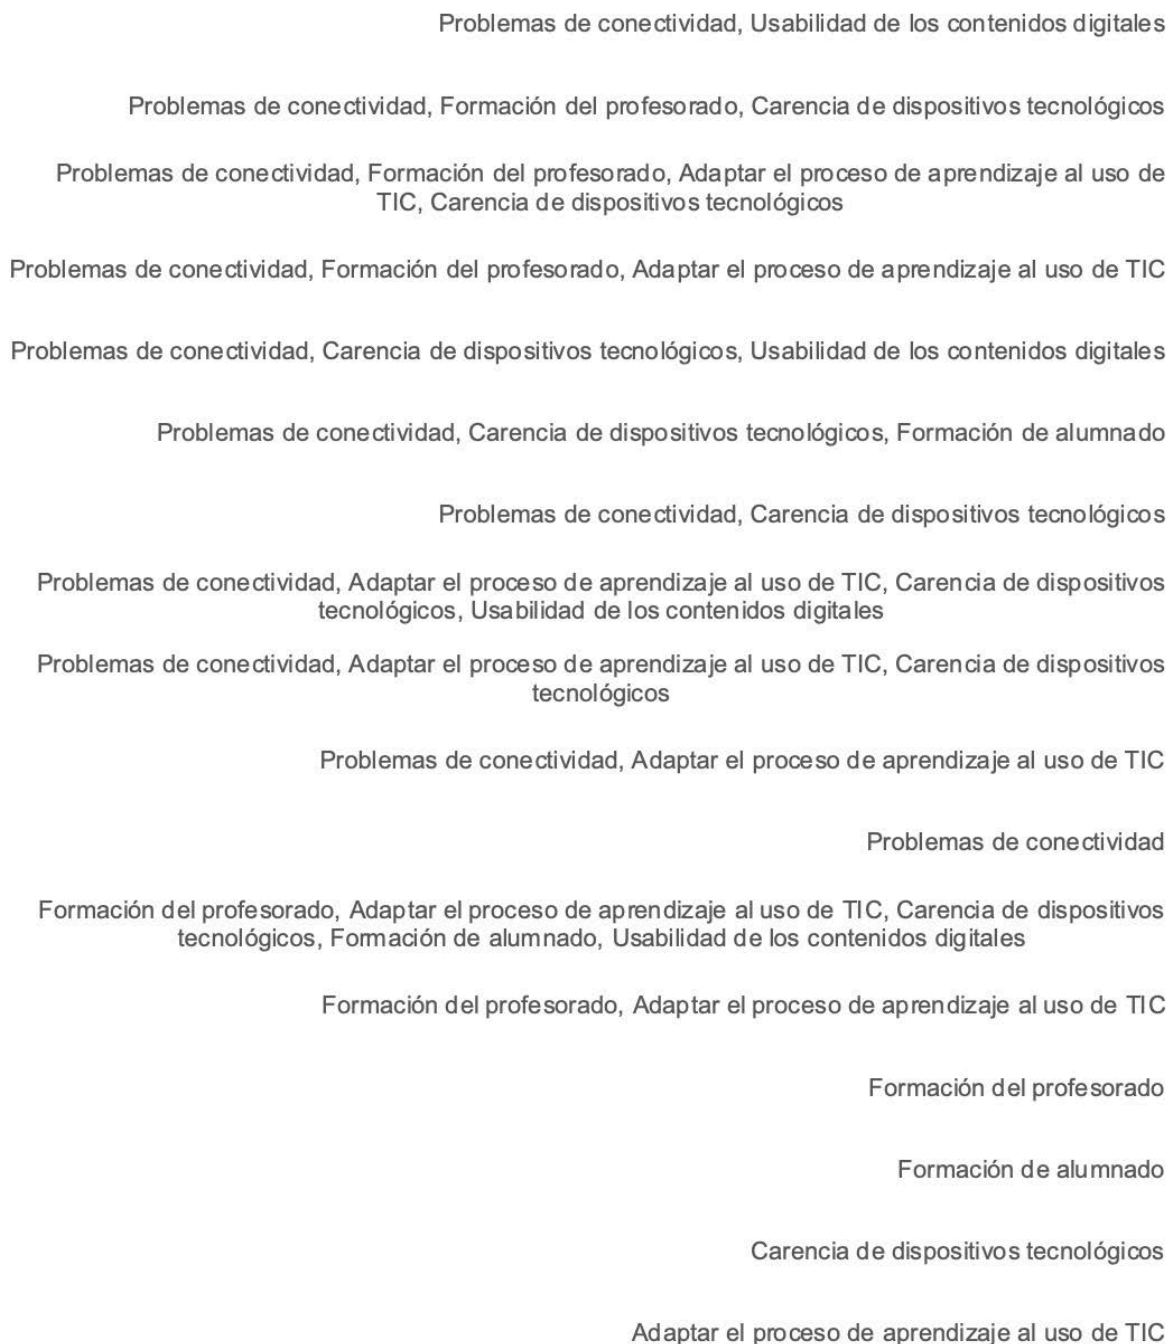 Problemas de conectividad, Usabilidad de los contenidos digitales
Problemas de conectividad, Formación del profesorado, Carencia de dispositivos tecnológicos
Problemas de conectividad, Formación del profesorado, Adaptar el proceso de aprendizaje al uso de
TIC, Carencia de dispositivos tecnológicos
Problemas de conectividad, Formación del profesorado, Adaptar el proceso de aprendizaje al uso de TIC
Problemas de conectividad, Carencia de dispositivos tecnológicos, Usabilidad de los contenidos digitales
Problemas de conectividad, Carencia de dispositivos tecnológicos, Formación de alumnado
Problemas de conectividad, Carencia de dispositivos tecnológicos
Problemas de conectividad, Adaptar el proceso de aprendizaje al uso de TIC, Carencia de dispositivos
tecnológicos, Usabilidad de los contenidos digitales
Problemas de conectividad, Adaptar el proceso de aprendizaje al uso de TIC, Carencia de dispositivos
tecnológicos
Problemas de conectividad, Adaptar el proceso de aprendizaje al uso de TIC
Problemas de conectividad
Formación del profesorado, Adaptar el proceso de aprendizaje al uso de TIC, Carencia de dispositivos
tecnológicos, Formación de alumnado, Usabilidad de los contenidos digitales
Formación del profesorado, Adaptar el proceso de aprendizaje al uso de TIC
Formación del profesorado
Formación de alumnado
Carencia de dispositivos tecnológicos
Adaptar el proceso de aprendizaje al uso de TIC